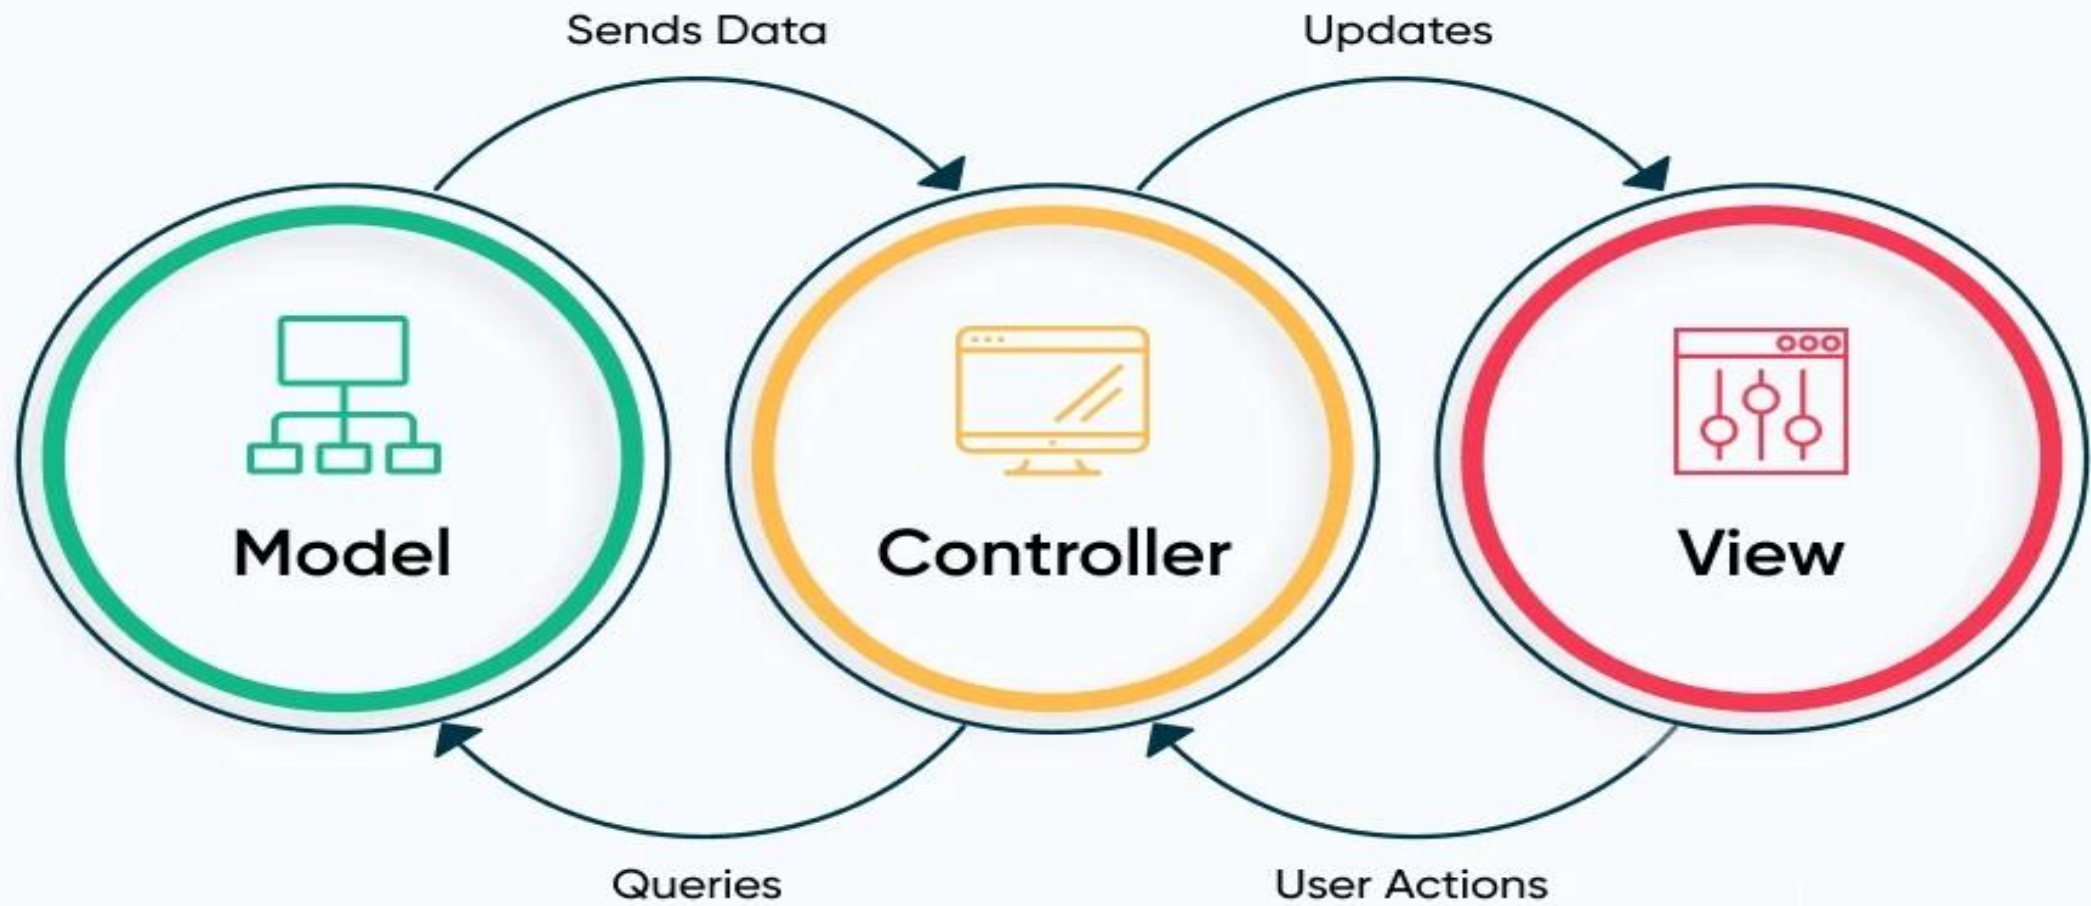 Sends Data
Updates
Model
Controller
View
Queries
User Actions